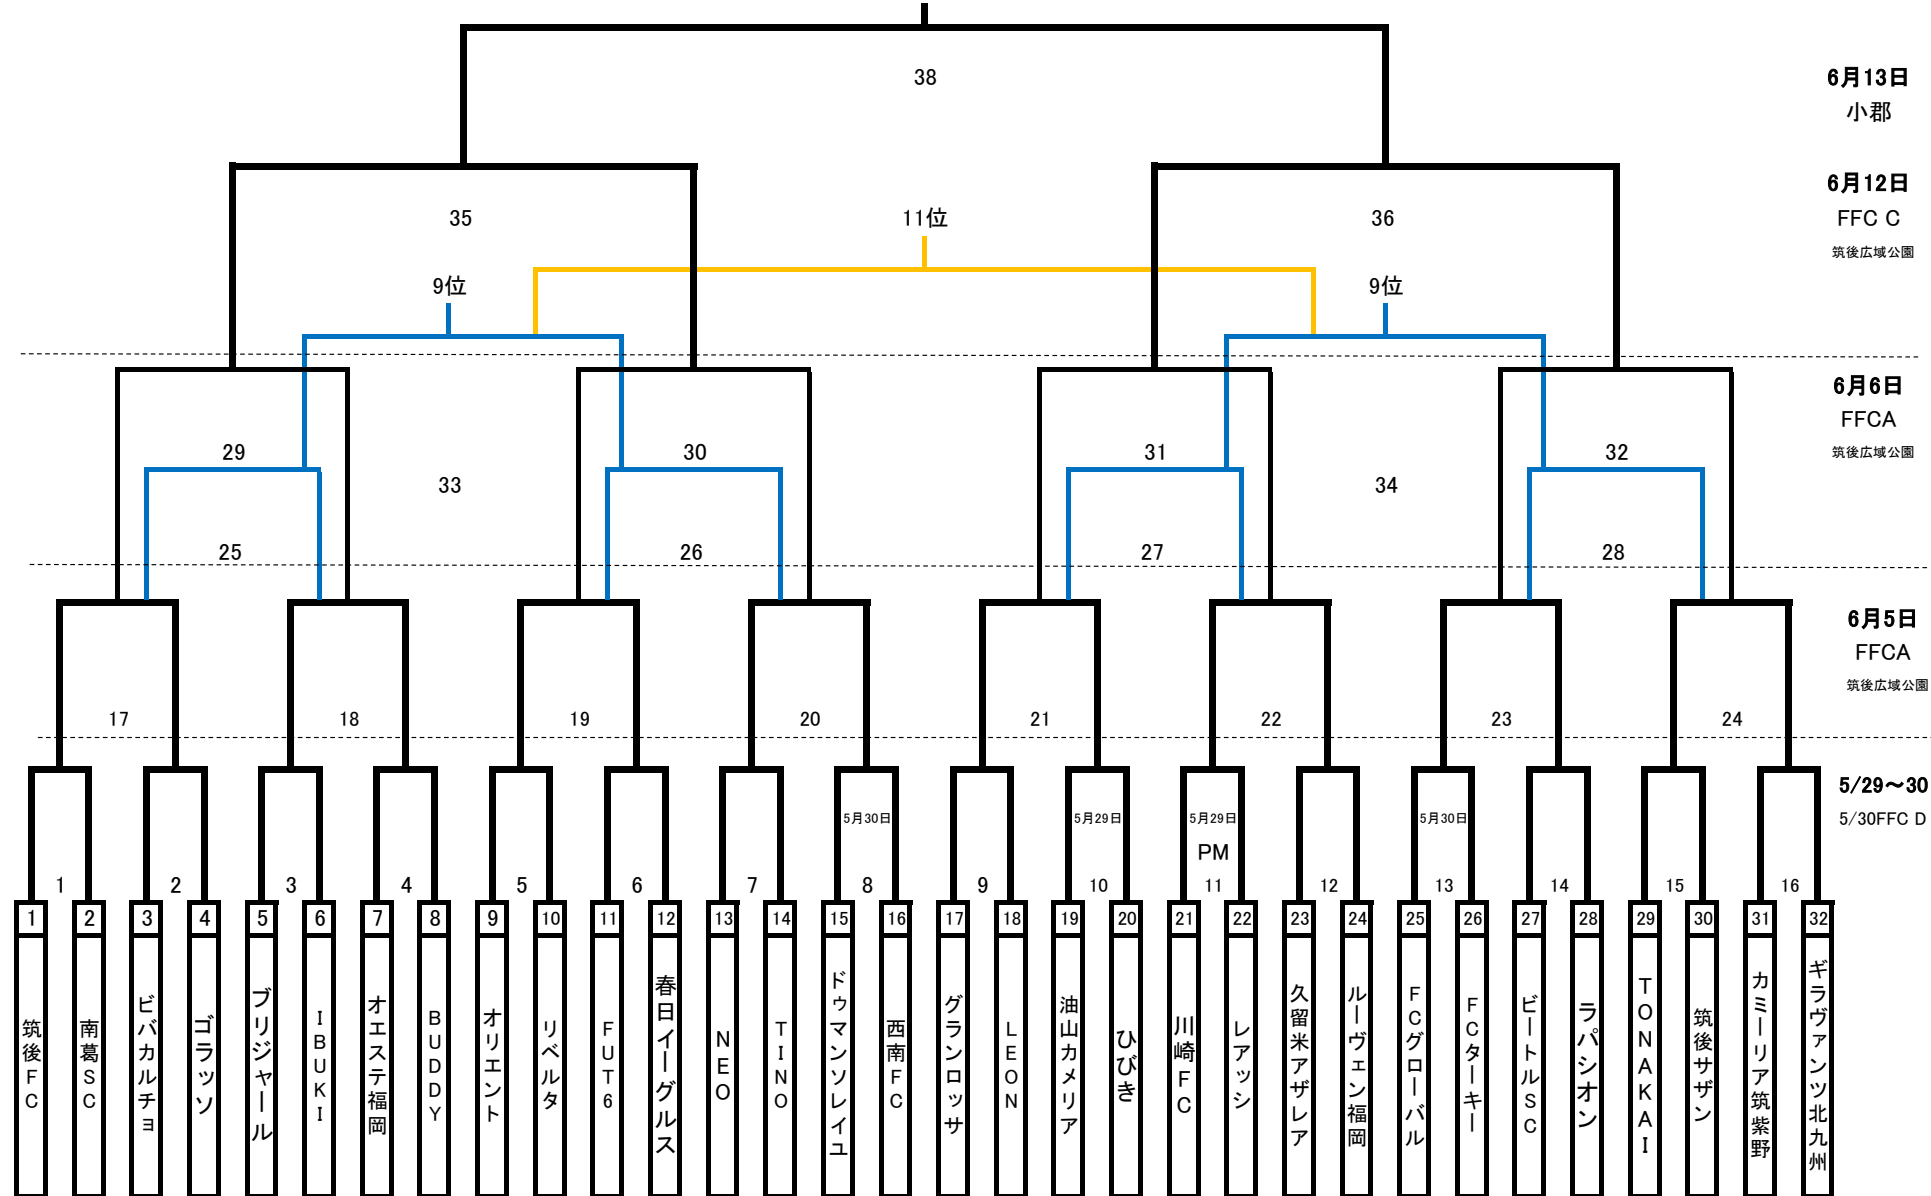 38
6月13日
小郡
6月12日
35
11位
36
FFC C
筑後広域公園
9位
9位
6月6日
FFCA
29
30
31
32
筑後広域公園
33
34
25
26
27
28
6月5日
FFCA
筑後広域公園
17
18
19
20
21
22
23
24
5/29～30
5月30日
5月29日
5月29日
5月30日
5/30FFC D
PM
1
2
3
4
5
6
7
8
9
10
11
12
13
14
15
16
1
2
3
4
5
6
7
8
9
10
11
12
13
14
15
16
17
18
19
20
21
22
23
24
25
26
27
28
29
30
31
32
筑後FC
南葛SC
ビバカルチョ
ゴラッソ
ブリジャール
IBUKI
オエステ福岡
BUDDY
オリエント
リベルタ
FUT6
春日イーグルス
NEO
TINO
ドゥマンソレイユ
西南FC
グランロッサ
LEON
油山カメリア
ひびき
川崎FC
レアッシ
久留米アザレア
ルーヴェン福岡
FCグローバル
FCターキー
ビートルSC
ラパシオン
TONAKAI
筑後サザン
カミーリア筑紫野
ギラヴァンツ北九州